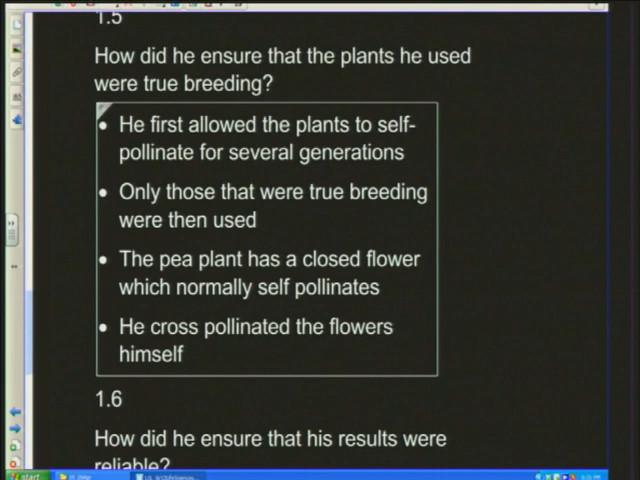 1.5
How did he ensure that the plants he used
were true breeding?
• He first allowed the plants to self-
pollinate for several generations
• Only those that were true breeding
were then used
• The pea plant has a closed flower
which normally self pollinates
• He cross pollinated the flowers
himself
1.6
How did he ensure that his results were
reliable?
start